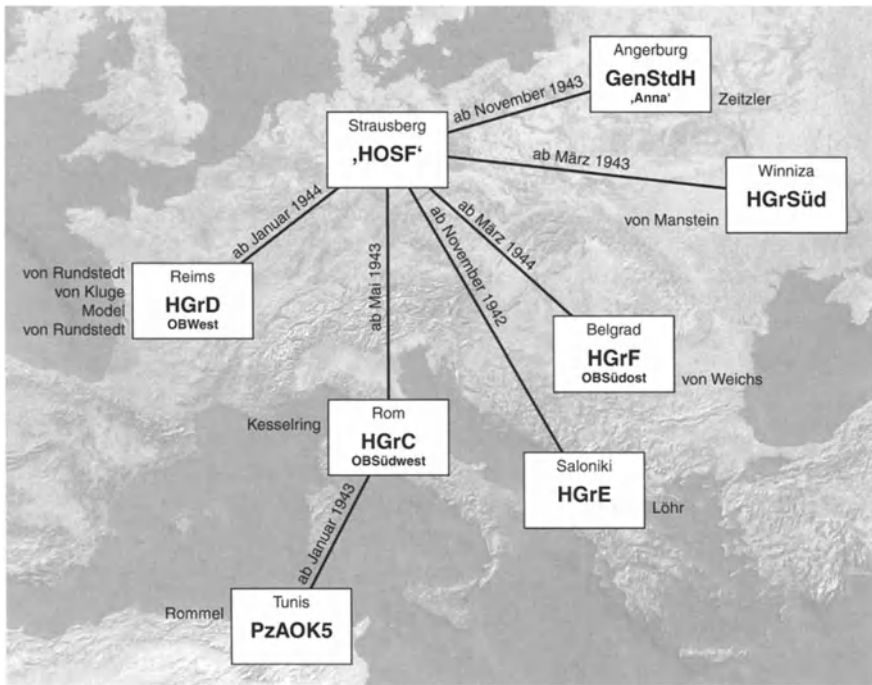 Angerburg
GenStdH
‚Anna‘
Zeitzler
ab November 1943
Strausberg
‚HOSF‘
ab März 1943
Winniza
HGrSüd
von Manstein
ab Januar 1944
ab Mai 1943
ab November 1942
ab März 1944
von Rundstedt
von Kluge
Model
von Rundstedt
Reims
HGrD
OBWest
Belgrad
HGrF
OBSüdost
von Weichs
Kesselring
Rom
HGrC
OBSüdwest
Saloniki
HGrE
Löhr
ab Januar 1943
Rommel
Tunis
PzAOK5